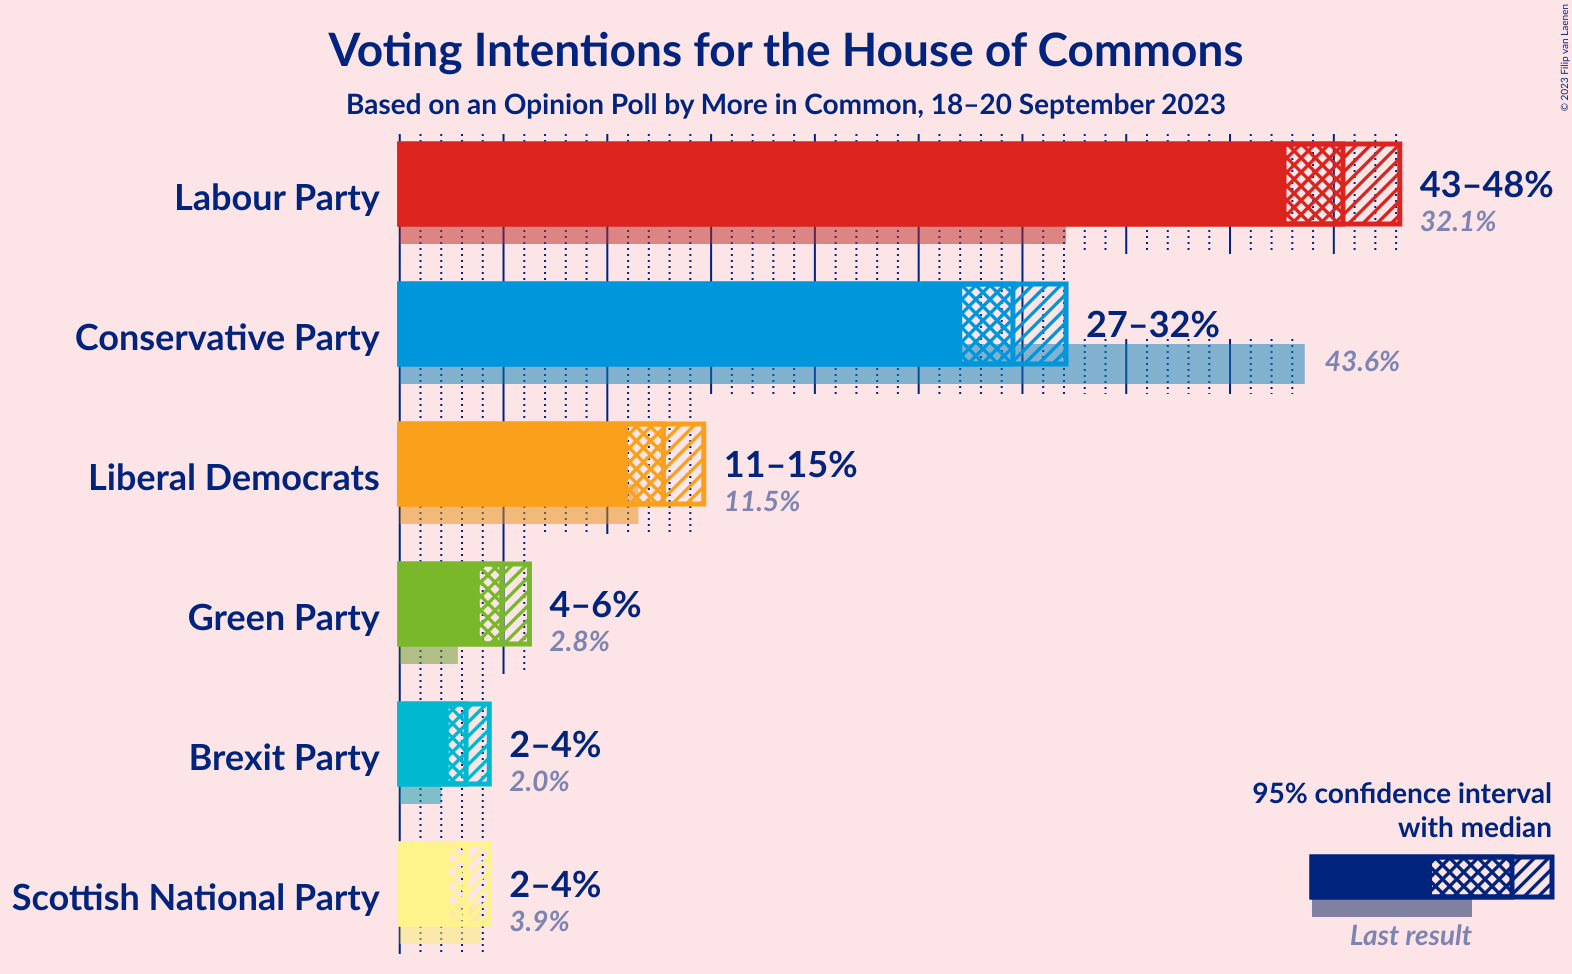 Voting Intentions for the House of Commons
Based on an Opinion Poll by More in Common, 18–20 September 2023
© 2023 Filip van Laenen
Labour Party
43–48%
32.1%
Conservative Party
27–32%
43.6%
Liberal Democrats
11–15%
11.5%
Green Party
4–6%
2.8%
Brexit Party
2–4%
2.0%
Scottish National Party
2–4%
3.9%
95% confidence interval
with median
Last result